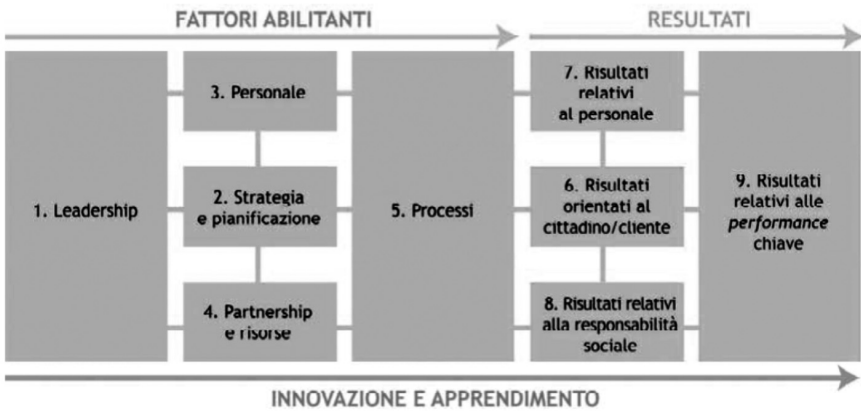 FATTORI ABILITANTI
RESULTATI
1. Leadership
3. Personale
2. Strategia
e pianificazione
4. Partnership
e risorse
5. Processi
7. Risultati
relativi
al personale
6. Risultati
orientati al
cittadino/cliente
8. Risultati relativi
alla responsabilità
sociale
9. Risultati
relativi alle
performance
chiave
INNOVAZIONE E APPRENDIMENTO